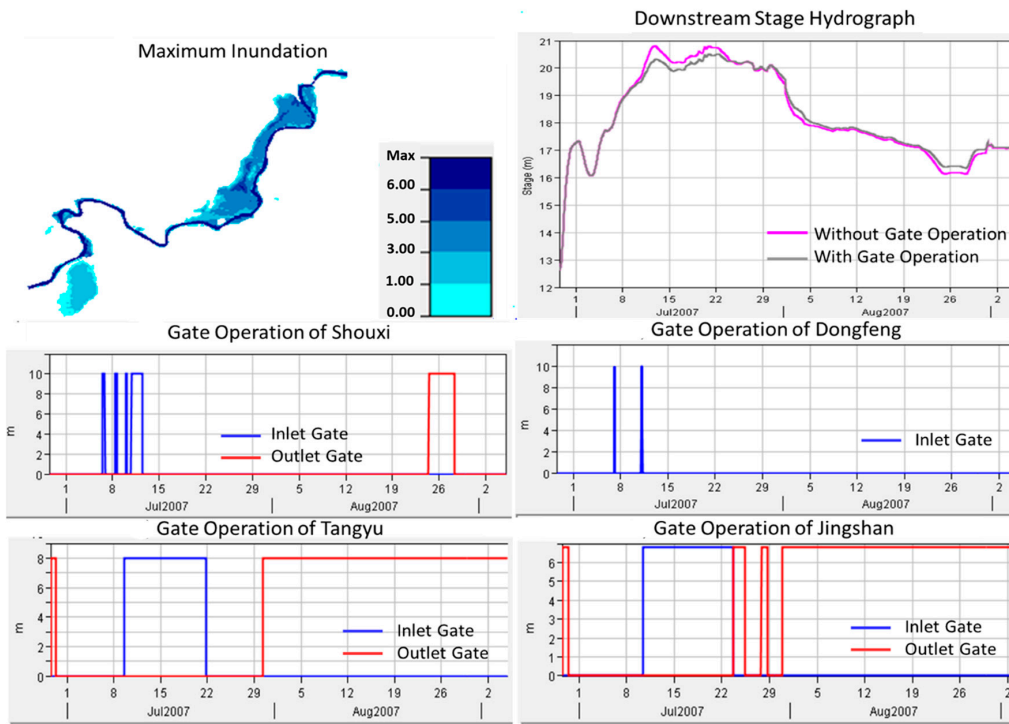 Maximum Inundation
Max
6.00
5.00
3.00
1.00
0.00
Downstream Stage Hydrograph
21
20
19
18
17
16
15
14
13
12
Stage (m)
Without Gate Operation
With Gate Operation
1 8 15 22 29 5 12 19 26 2
Jul2007 Aug2007
Gate Operation of Shouxi
10
8
6
4
2
0
m
Inlet Gate
Outlet Gate
1 8 15 22 29 5 12 19 26 2
Jul2007 Aug2007
Gate Operation of Dongfeng
10
8
6
4
2
0
m
Inlet Gate
1 8 15 22 29 5 12 19 26 2
Jul2007 Aug2007
Gate Operation of Tangyu
8
6
4
2
0
m
Inlet Gate
Outlet Gate
1 8 15 22 29 5 12 19 26 2
Jul2007 Aug2007
Gate Operation of Jingshan
6
5
4
3
2
1
0
m
Inlet Gate
Outlet Gate
1 8 15 22 29 5 12 19 26 2
Jul2007 Aug2007